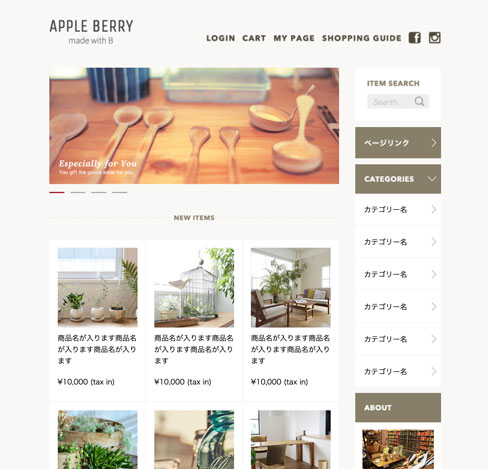 APPLE BERRY
made with B
LOGIN CART MY PAGE SHOPPING GUIDE
ITEM SEARCH
Search...
Especially for You
You gift the goods made for you
ページリンク
CATEGORIES
カテゴリー名
カテゴリー名
カテゴリー名
カテゴリー名
カテゴリー名
カテゴリー名
ABOUT
NEW ITEMS
商品名が入ります商品名
が入ります商品名が入り
ます
¥10,000 (tax in)
商品名が入ります商品名
が入ります商品名が入り
ます
¥10,000 (tax in)
商品名が入ります商品名
が入ります商品名が入り
ます
¥10,000 (tax in)